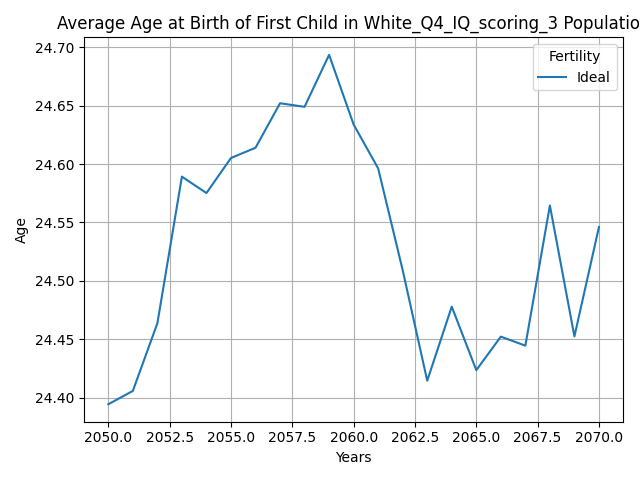 Average Age at Birth of First Child in White_Q4_IQ_scoring_3 Populatio
Fertility
Ideal
24.70
24.65
24.60
24.55
24.50
24.45
24.40
Age
2050.0 2052.5 2055.0 2057.5 2060.0 2062.5 2065.0 2067.5 2070.0
Years